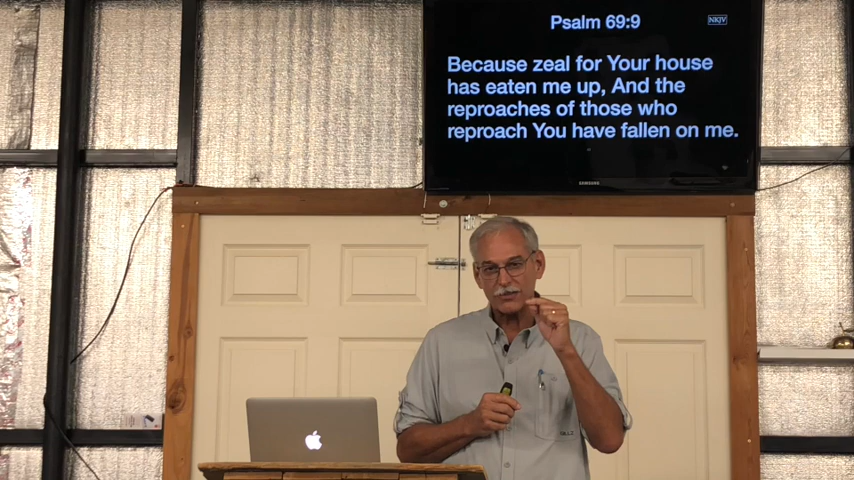 Psalm 69:9
NKJV
Because zeal for Your house
has eaten me up, And the
reproaches of those who
reproach You have fallen on me.
SAMSUNG